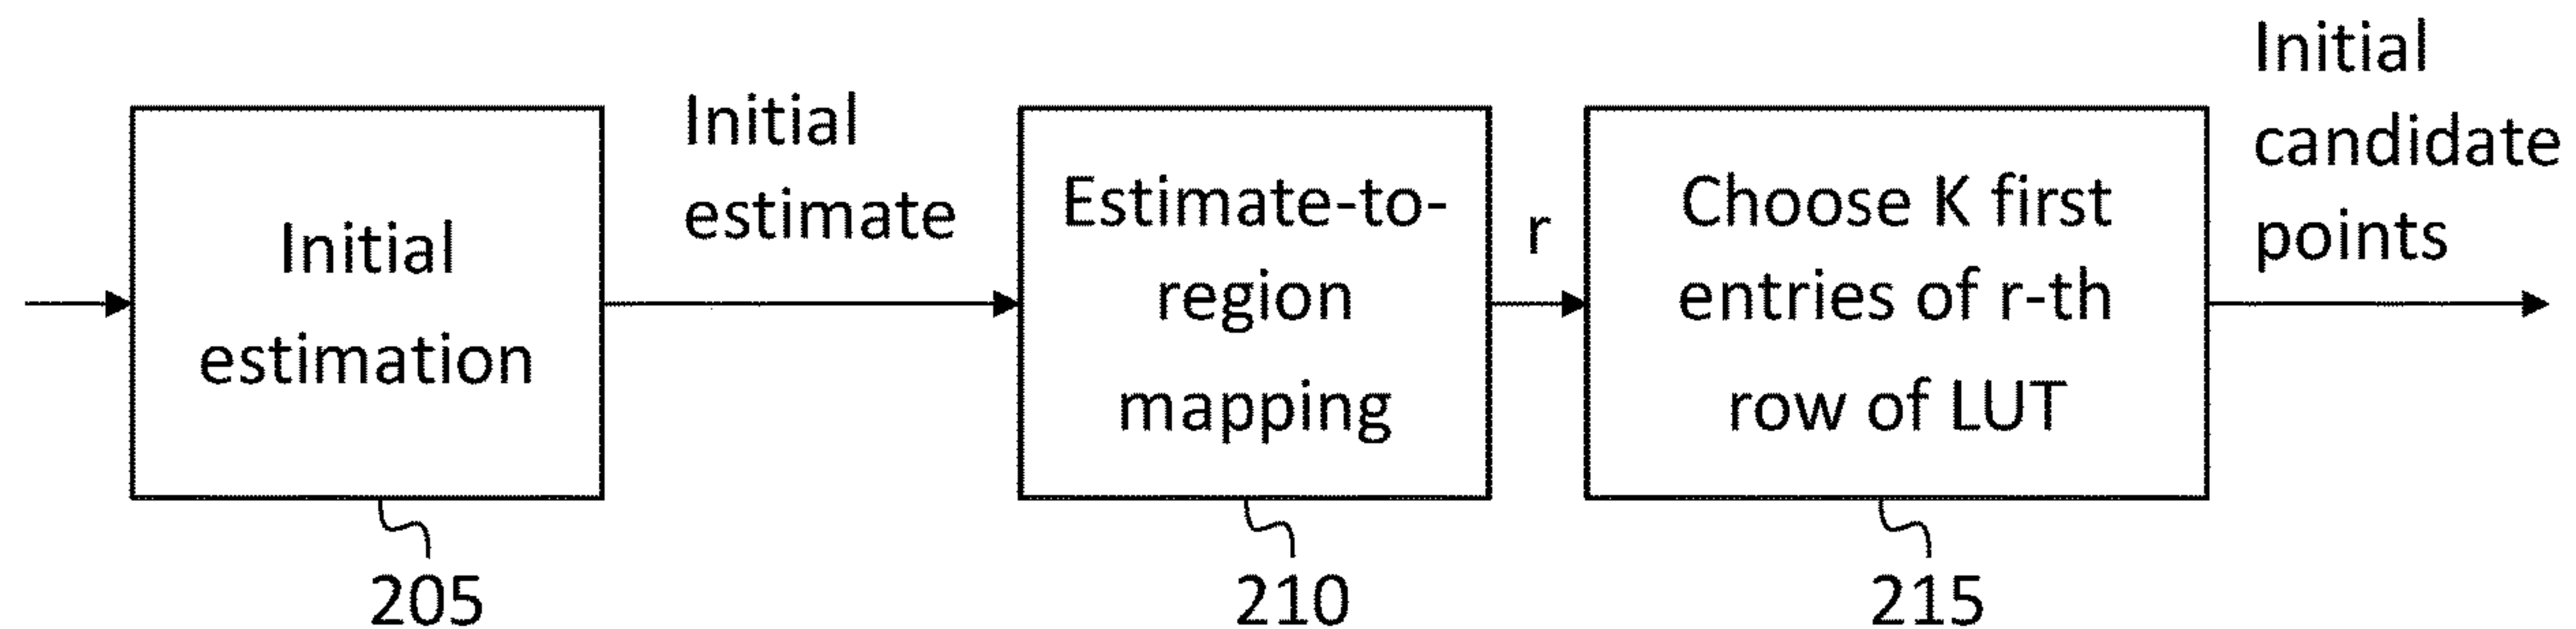 Initial
estimation
205
Initial
estimate
Estimate-to-
region
mapping
210
r
Choose K first
entries of r-th
row of LUT
215
Initial
candidate
points